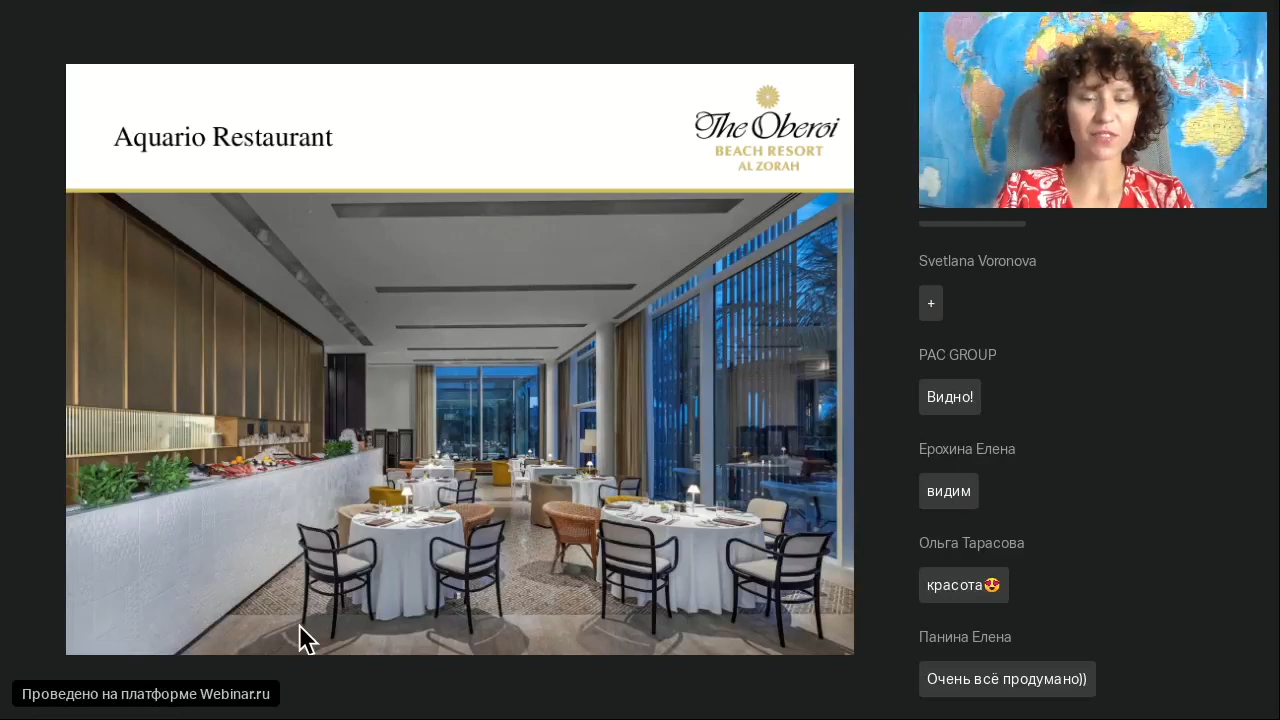 Aquario Restaurant
The Oberoi
BEACH RESORT
AL ZORAH
Svetlana Voronova
+
PAC GROUP
Видно!
Ерохина Елена
видим
Ольга Тарасова
красота😍
Панина Елена
Очень всё продумано))
Проведено на платформе Webinar.ru